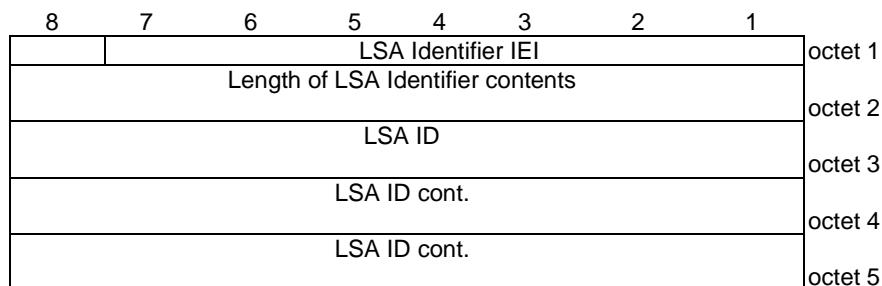 8 7 6 5 4 3 2 1
LSA Identifier IEI octet 1
Length of LSA Identifier contents
octet 2
LSA ID
octet 3
LSA ID cont.
octet 4
LSA ID cont.
octet 5